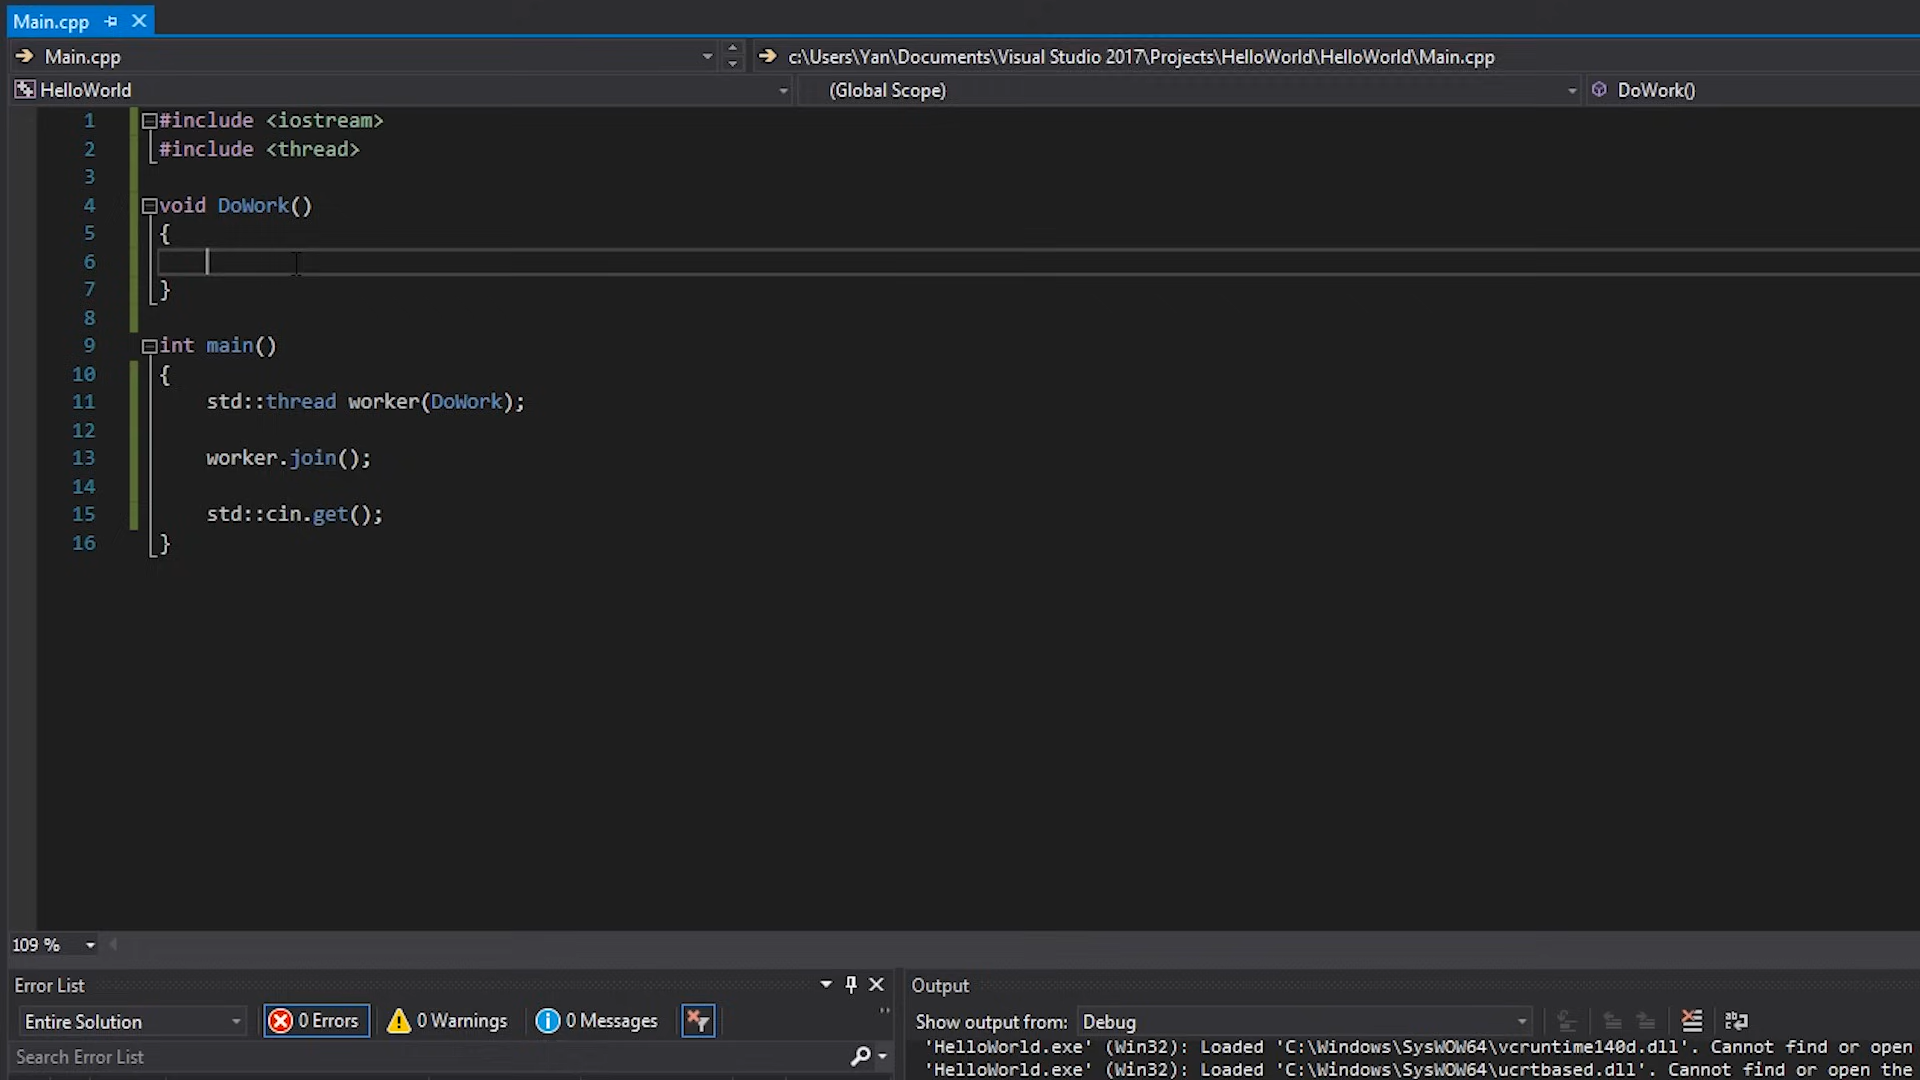 Main.cpp
Main.cpp
c:\Users\Yan\Documents\Visual Studio 2017\Projects\HelloWorld\HelloWorld\Main.cpp
HelloWorld
(Global Scope)
DoWork()
1 #include <iostream>
2 #include <thread>
3
4 void DoWork()
5 {
6
7 }
8
9 int main()
10 {
11 std::thread worker(DoWork);
12
13 worker.join();
14
15 std::cin.get();
16 }
109 %
Error List
Entire Solution
0 Errors
0 Warnings
0 Messages
Search Error List
Output
Show output from: Debug
'HelloWorld.exe' (Win32): Loaded 'C:\Windows\SysWOW64\vcruntime140d.dll'. Cannot find or open
'HelloWorld.exe' (Win32): Loaded 'C:\Windows\SysWOW64\ucrtbased.dll'. Cannot find or open the